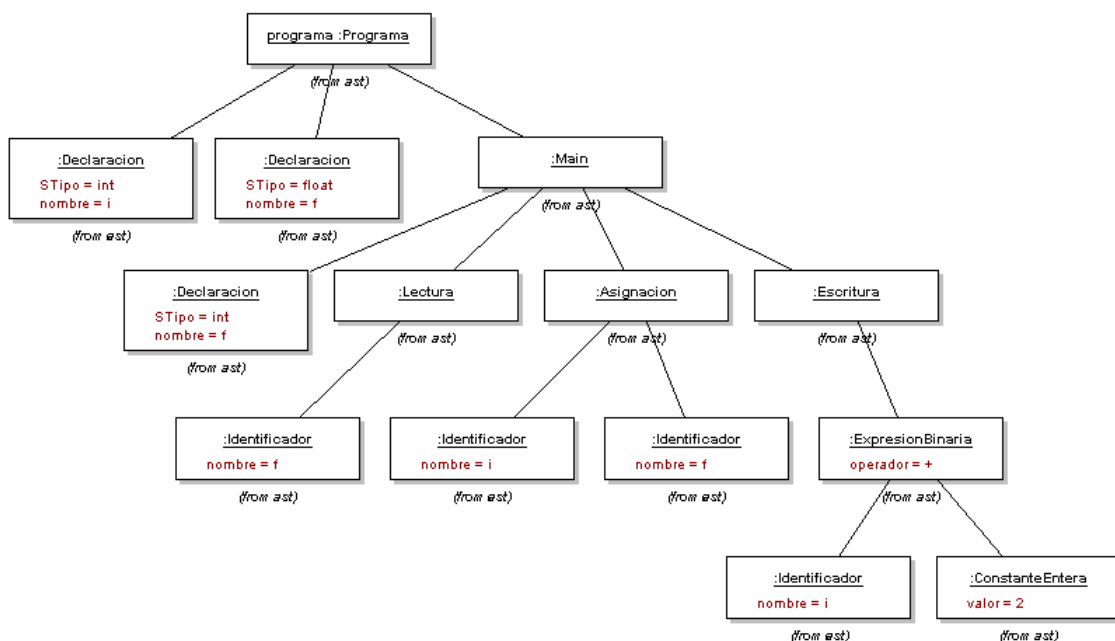 programa :Programa
(from ast)
:Declaracion
STipo = int
nombre = i
(from ast)
:Declaracion
STipo = float
nombre = f
(from ast)
:Main
(from ast)
:Declaracion
STipo = int
nombre = f
(from ast)
:Lectura
(from ast)
:Asignacion
(from ast)
:Escritura
(from ast)
:Identificador
nombre = f
(from ast)
:Identificador
nombre = i
(from ast)
:Identificador
nombre = f
(from ast)
:ExpresionBinaria
operador = +
(from ast)
:Identificador
nombre = i
(from ast)
:ConstanteEntera
valor = 2
(from ast)